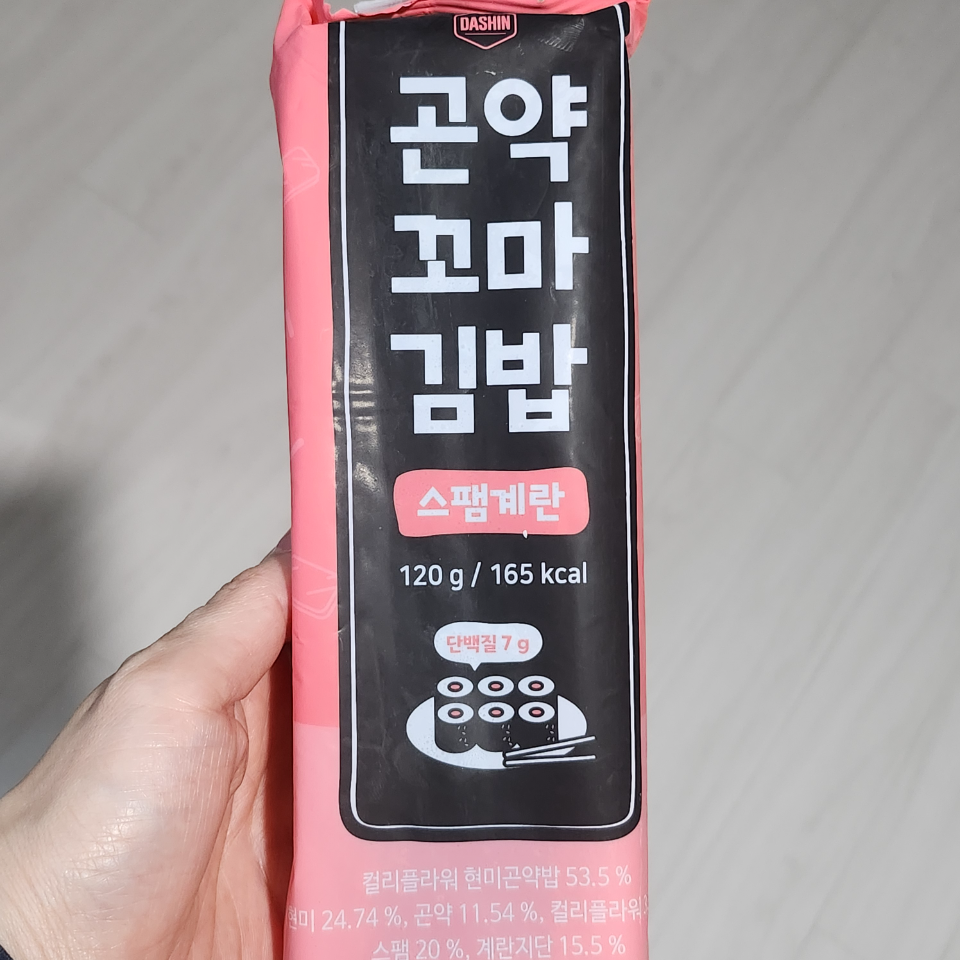 DASHIN
곤약
꼬마
김밥
스팸계란
120 g / 165 kcal
단백질 7 g
컬리플라워 현미곤약밥 53.5 %
현미 24.74 %, 곤약 11.54 %, 컬리플라워
스팸 20 %, 계란지단 15.5 %